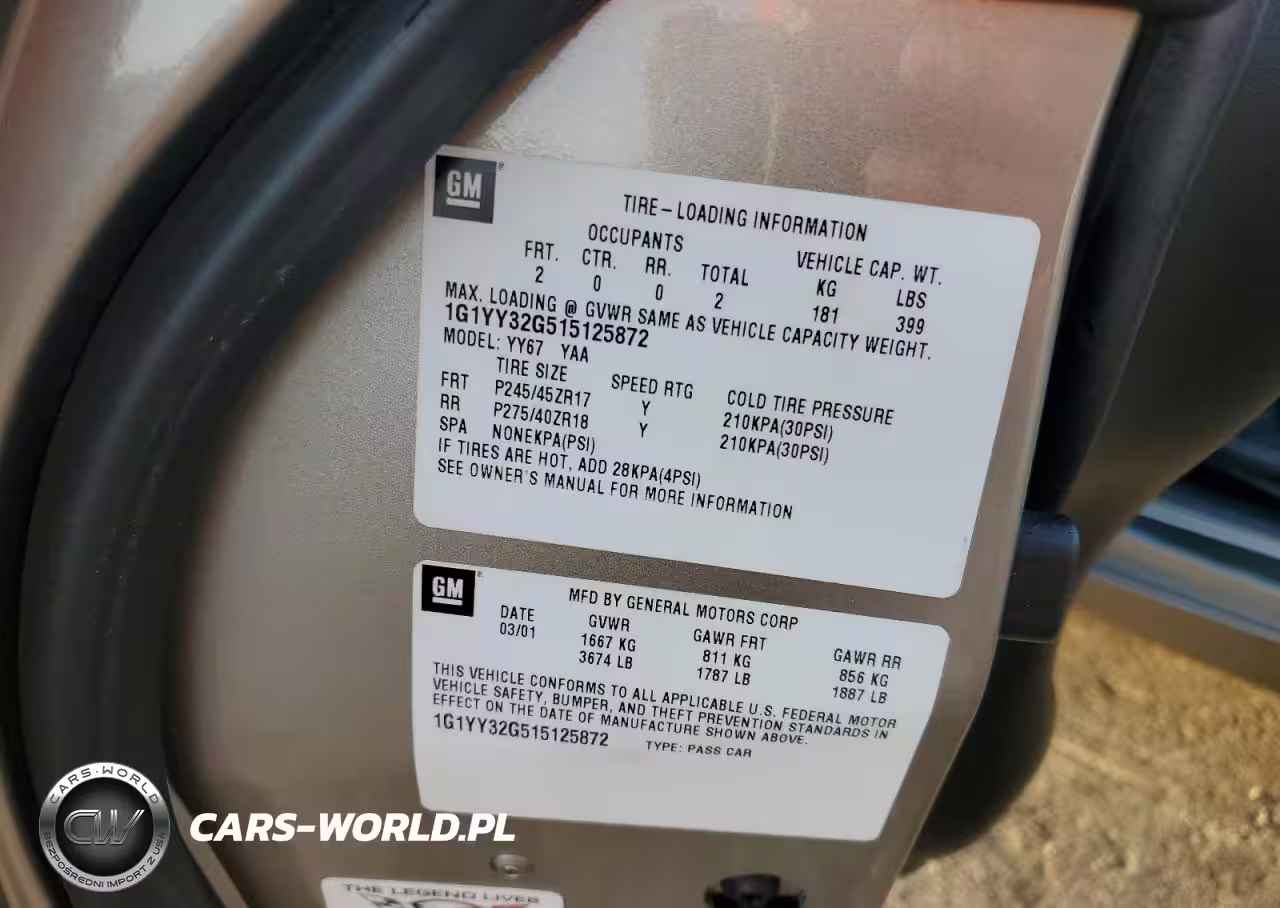 GM
TIRE-LOADING INFORMATION
OCCUPANTS VEHICLE CAP. WT.
FRT. CTR. RR. TOTAL KG LBS
2 0 0 2 181 399
MAX. LOADING @ GVWR SAME AS VEHICLE CAPACITY WEIGHT.
1G1YY32G515125872
MODEL: YY67 YAA
TIRE SIZE SPEED RTG COLD TIRE PRESSURE
FRT P245/45ZR17 Y 210KPA(30PSI)
RR P275/40ZR18 Y 210KPA(30PSI)
SPA NONEKPA(PSI)
IF TIRES ARE HOT, ADD 28KPA(4PSI)
SEE OWNER'S MANUAL FOR MORE INFORMATION
GM
MFD BY GENERAL MOTORS CORP
DATE GVWR GAWR FRT GAWR RR
03/01 1667 KG 811 KG 856 KG
3674 LB 1787 LB 1887 LB
THIS VEHICLE CONFORMS TO ALL APPLICABLE U.S. FEDERAL MOTOR
VEHICLE SAFETY, BUMPER, AND THEFT PREVENTION STANDARDS IN
EFFECT ON THE DATE OF MANUFACTURE SHOWN ABOVE.
1G1YY32G515125872 TYPE: PASS CAR
CARS-WORLD
CW
BEZPOŚREDNI IMPORT Z USA
CARS-WORLD.PL
THE LEGEND LIVES